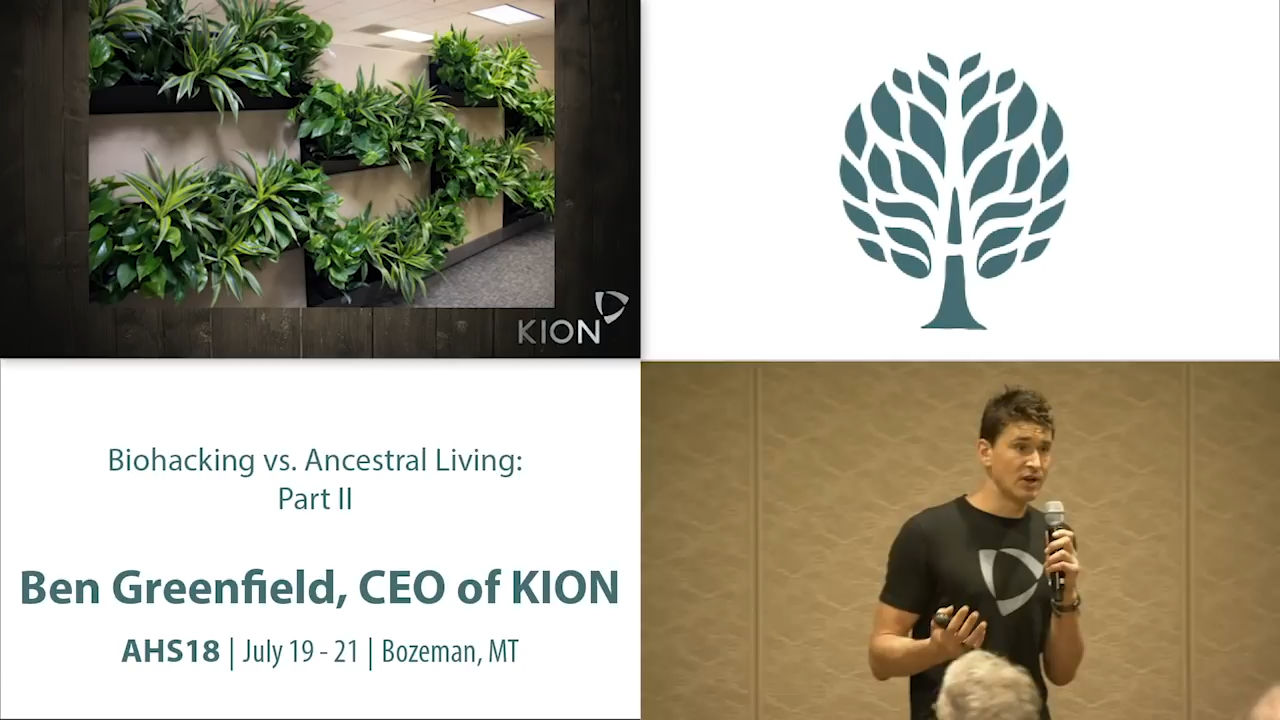 KION
Biohacking vs. Ancestral Living:
Part II
Ben Greenfield, CEO of KION
AHS18 | July 19 - 21 | Bozeman, MT